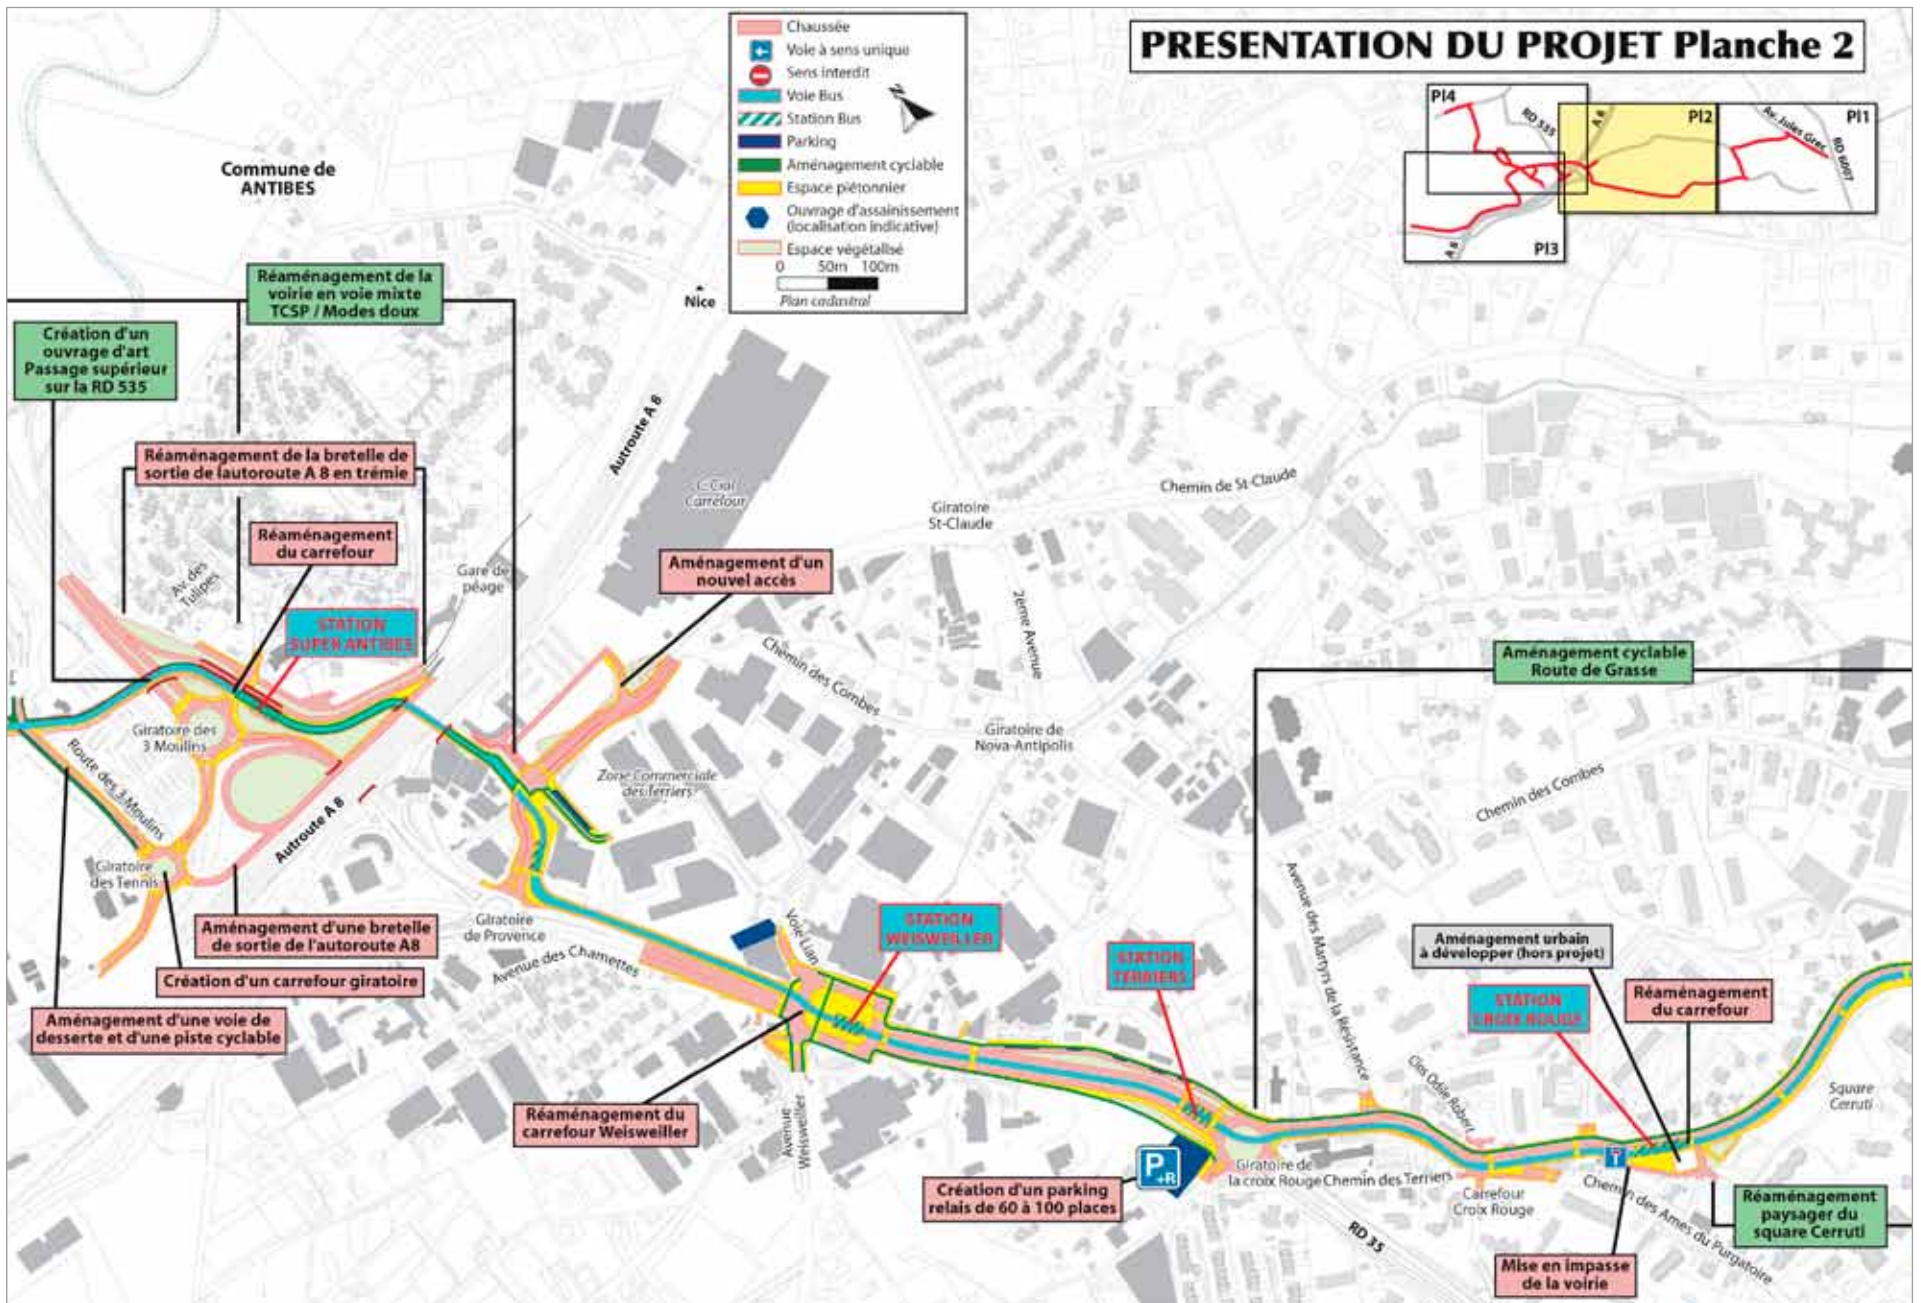 PRESENTATION DU PROJET Planche 2
Chaussée
Voie à sens unique
Sens interdit
Voie Bus
Station Bus
Parking
Aménagement cyclable
Espace piétonnier
Ouvrage d'assainissement
(localisation indicative)
Espace végétalisé
0 50m 100m
Plan cadastral
N
Pl4
RD 535
A 8
Pl2
Av. Jules Grec
Pl1
RD 6007
A 8
Pl3
Commune de
ANTIBES
Nice
Réaménagement de la
voirie en voie mixte
TCSP / Modes doux
Création d'un
ouvrage d'art
Passage supérieur
sur la RD 535
Réaménagement de la bretelle de
sortie de lautoroute A 8 en trémie
Réaménagement
du carrefour
Autroute A 8
C. Cial
Carrefour
Giratoire
St-Claude
Chemin de St-Claude
Av. des
Tulipes
Gare de
péage
Aménagement d'un
nouvel accès
2ème Avenue
STATION
SUPER ANTIBES
Chemin des Combes
Aménagement cyclable
Route de Grasse
Giratoire des
3 Moulins
Giratoire de
Nova-Antipolis
Zone Commerciale
des Terriers
Route des 3 Moulins
Autroute A 8
Chemin des Combes
Giratoire
des Tennis
Avenue des Martyrs de la Résistance
Aménagement d'une bretelle
de sortie de l'autoroute A8
Giratoire
de Provence
Voie Lian
STATION
WEISWEILLER
STATION
TERRIERS
Aménagement urbain
à développer (hors projet)
Avenue des Chamettes
Création d'un carrefour giratoire
STATION
CROIX ROUGE
Réaménagement
du carrefour
Aménagement d'une voie de
desserte et d'une piste cyclable
Clos Odile Robert
Square
Cerruti
Réaménagement du
carrefour Weisweiller
Avenue
Weisweiller
P+R
Giratoire de
la croix Rouge
Chemin des Terriers
Création d'un parking
relais de 60 à 100 places
Carrefour
Croix Rouge
Chemin des Ames du Purgatoire
Réaménagement
paysager du
square Cerruti
RD 35
Mise en impasse
de la voirie